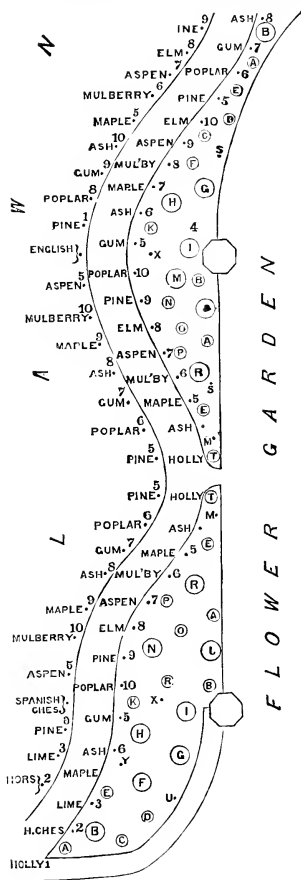 INE 9 ASH 8
B
N
ELM 8 GUM 7
A
ASPEN 7 POPLAR 6
E
MULBERRY 6 PINE 5
D
MAPLE 5 ELM 10
C S
ASH 10 ASPEN 9
GUM 9 MUL'BY 8 F
POPLAR 8 MAPLE 7 G
W H
PINE 1 ASH 6
K 4
ENGLISH} GUM 5 X I
ASPEN 5 POPLAR 10 M B
MULBERRY 10 PINE 9 N
MAPLE 9 ELM 8 O A
A
ASH 8 ASPEN 7 P
GUM 7 MUL'BY 6 R S
POPLAR 6 MAPLE 5 E
ASH M
PINE 5 HOLLY T
PINE 5 HOLLY T
POPLAR 6 ASH M
L
GUM 7 MAPLE 5 E
ASH 8 MUL'BY 6 R
MAPLE 9 ASPEN 7 P A
MULBERRY 10 ELM 8 O
ASPEN 5 PINE 9 N L
SPANISH} POPLAR 10 R B
CHES. K X I
PINE GUM 5 H
LIME 3 ASH 6 Y G
HORS} 2 MAPLE F
LIME 3 E U
D
H.CHES 2 B C
A
HOLLY 1
FLOWER GARDEN